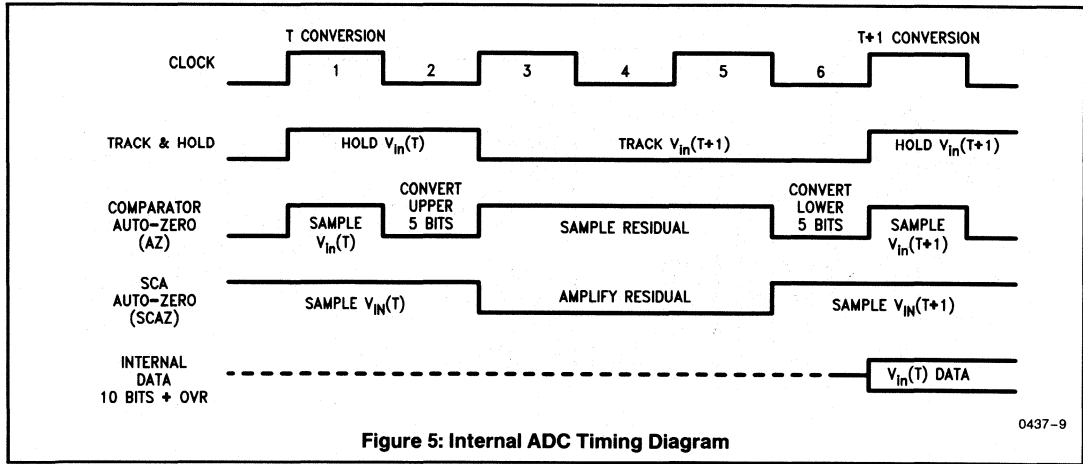 T CONVERSION
T+1 CONVERSION
CLOCK
1 2 3 4 5 6
TRACK & HOLD
HOLD Vin(T)
TRACK Vin(T+1)
HOLD Vin(T+1)
COMPARATOR
AUTO-ZERO
(AZ)
SAMPLE
Vin(T)
CONVERT
UPPER
5 BITS
SAMPLE RESIDUAL
CONVERT
LOWER
5 BITS
SAMPLE
Vin(T+1)
SCA
AUTO-ZERO
(SCAZ)
SAMPLE VIN(T)
AMPLIFY RESIDUAL
SAMPLE VIN(T+1)
INTERNAL
DATA
10 BITS + OVR
Vin(T) DATA
0437-9
Figure 5: Internal ADC Timing Diagram